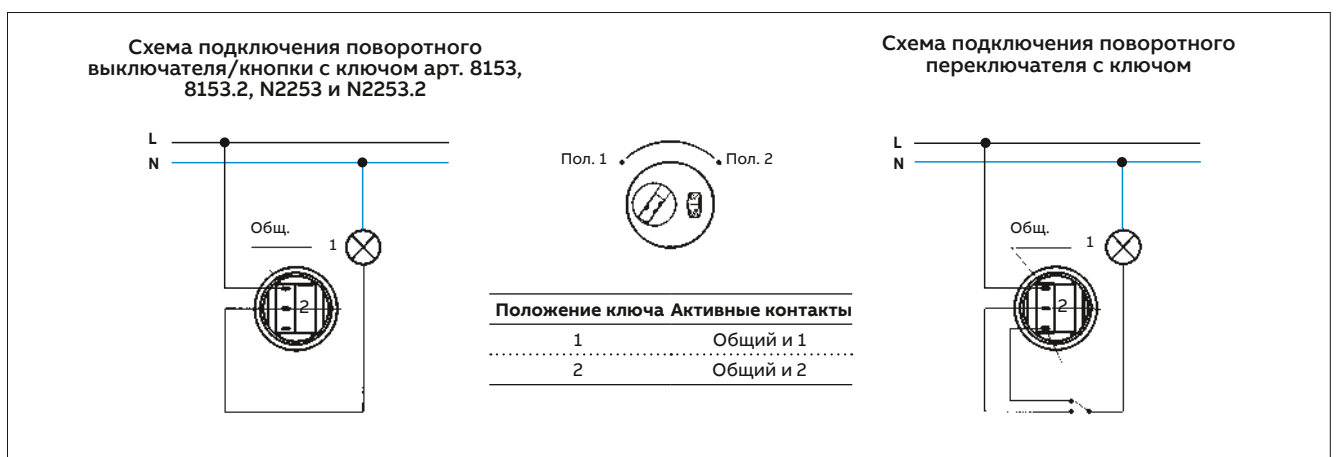 Схема подключения поворотного
выключателя/кнопки с ключом арт. 8153,
8153.2, N2253 и N2253.2
L
N
Общ.
1
2
Пол. 1
Пол. 2
Положение ключа Активные контакты
1 Общий и 1
2 Общий и 2
Схема подключения поворотного
переключателя с ключом
L
N
Общ.
1
2